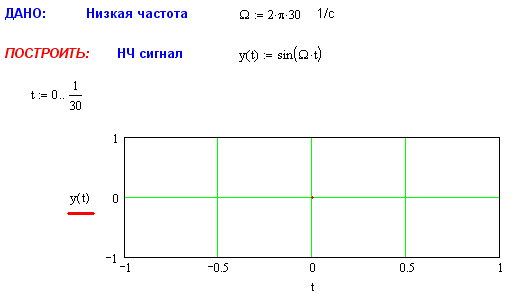 ДАНО: Низкая частота Ω := 2·π·30 1/с
ПОСТРОИТЬ: НЧ сигнал y(t) := sin(Ω·t)
t := 0.. 1/30
1
y(t) 0
−1
−1 −0.5 0 0.5 1
t